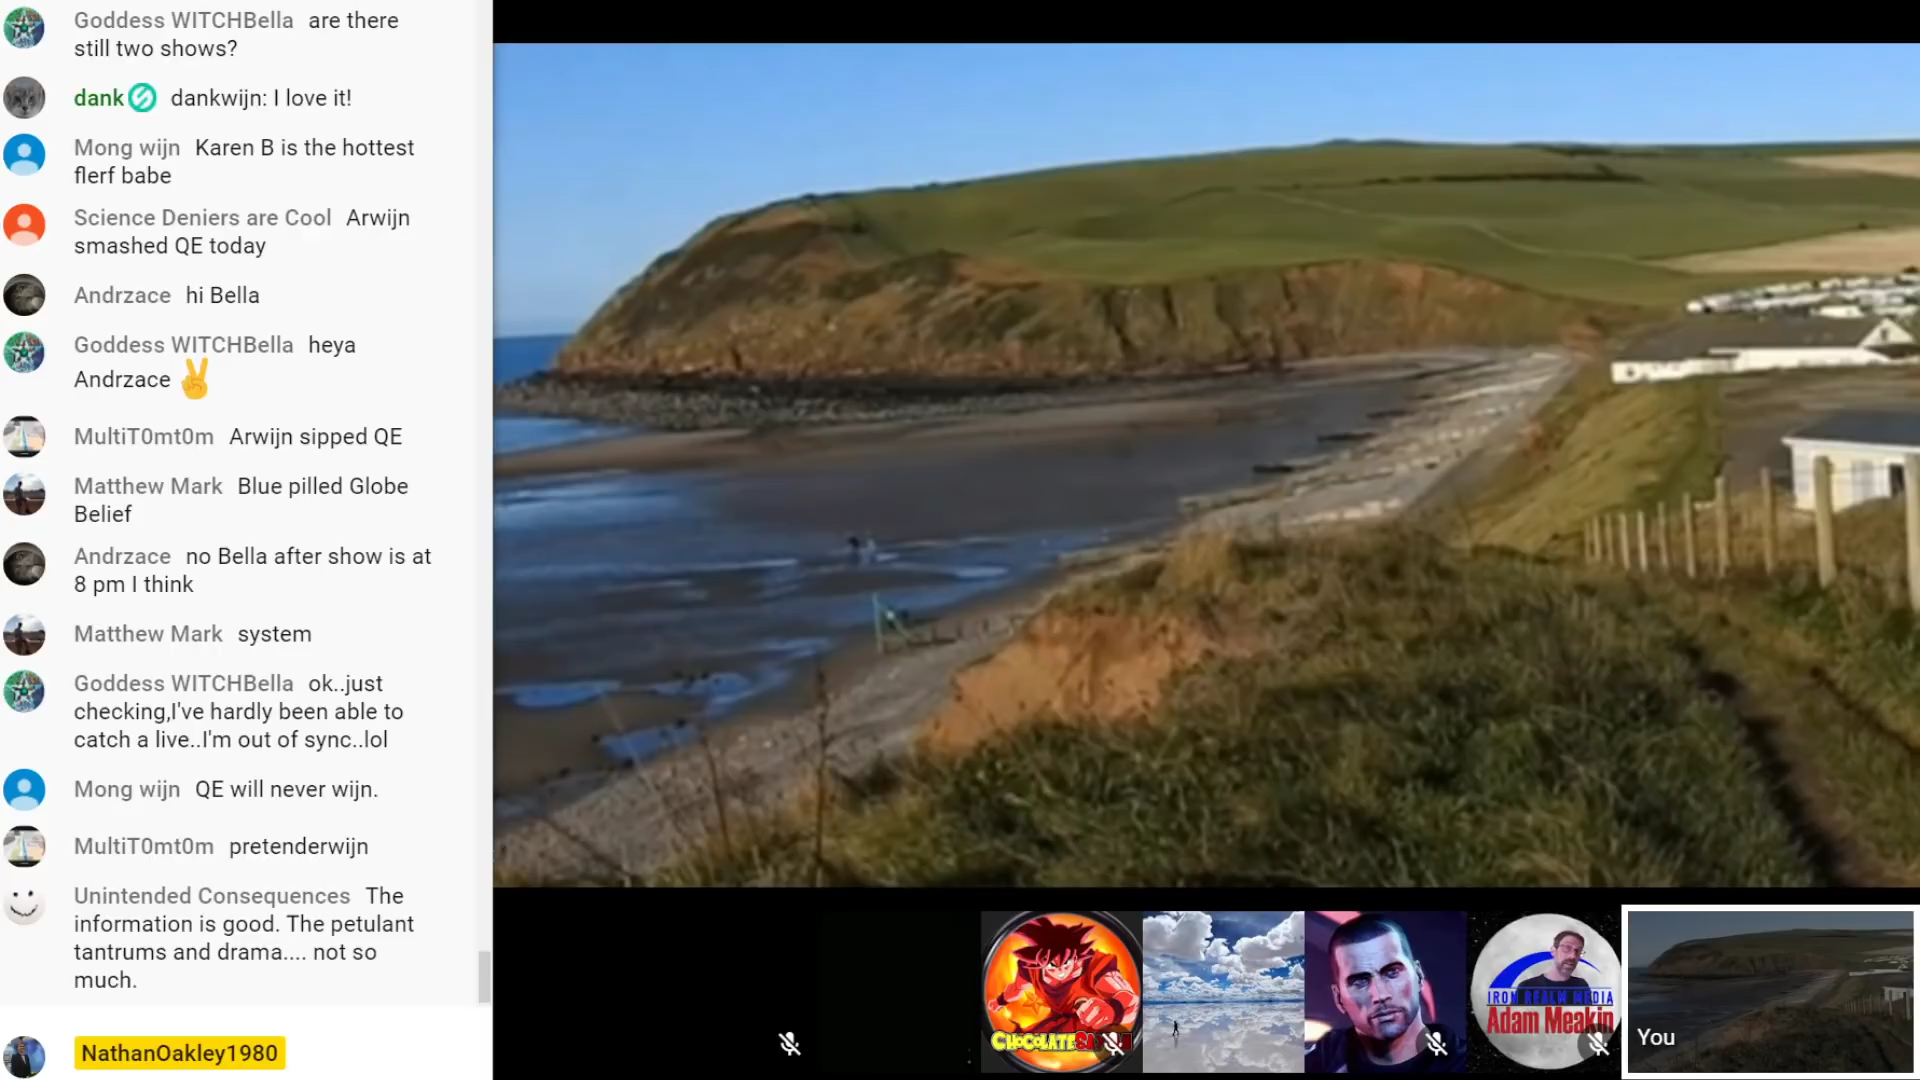 Goddess WITCHBella are there
still two shows?
dank dankwijn: I love it!
Mong wijn Karen B is the hottest
flerf babe
Science Deniers are Cool Arwijn
smashed QE today
Andrzace hi Bella
Goddess WITCHBella heya
Andrzace ✌
MultiT0mt0m Arwijn sipped QE
Matthew Mark Blue pilled Globe
Belief
Andrzace no Bella after show is at
8 pm I think
Matthew Mark system
Goddess WITCHBella ok..just
checking,I've hardly been able to
catch a live..I'm out of sync..lol
Mong wijn QE will never wijn.
MultiT0mt0m pretenderwijn
Unintended Consequences The
information is good. The petulant
tantrums and drama.... not so
much.
NathanOakley1980
IRON REALM MEDIA
Adam Meakin
You